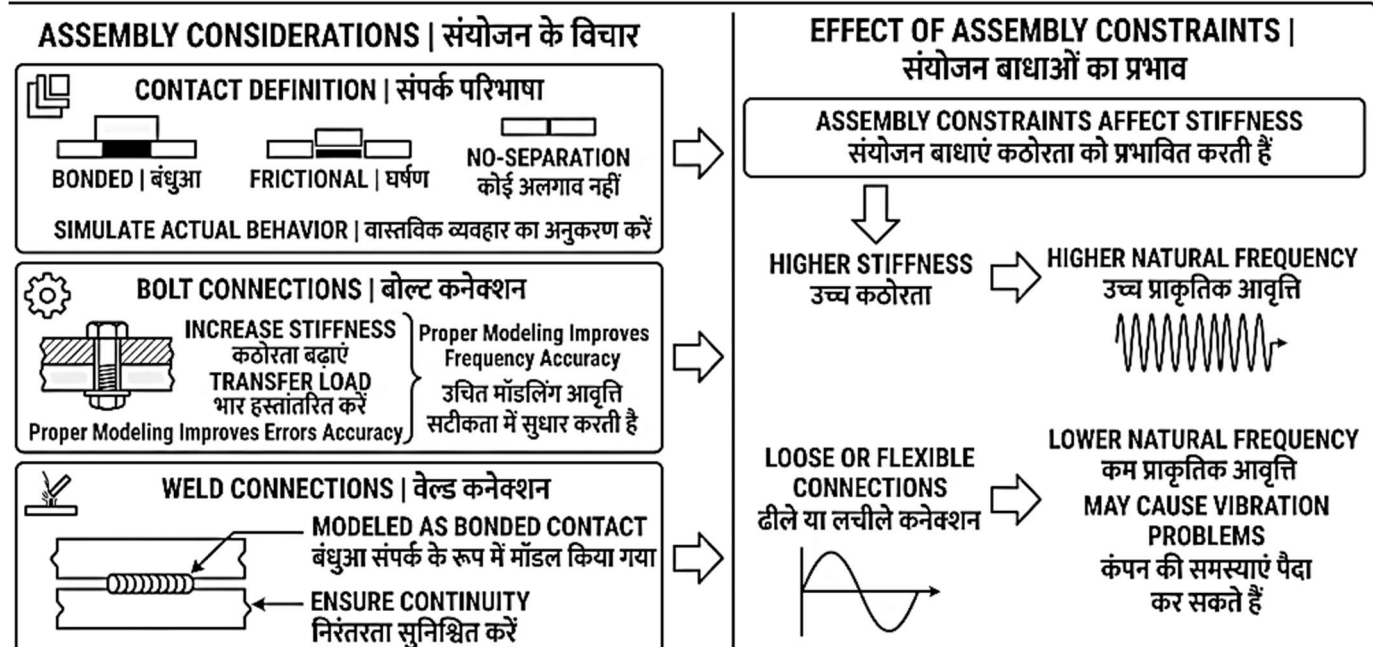 ASSEMBLY CONSIDERATIONS | संयोजन के विचार
CONTACT DEFINITION | संपर्क परिभाषा
BONDED | बंधुआ
FRICTIONAL | घर्षण
NO-SEPARATION
कोई अलगाव नहीं
SIMULATE ACTUAL BEHAVIOR | वास्तविक व्यवहार का अनुकरण करें
BOLT CONNECTIONS | बोल्ट कनेक्शन
INCREASE STIFFNESS
कठोरता बढ़ाएं
TRANSFER LOAD
भार हस्तांतरित करें
Proper Modeling Improves Errors Accuracy
Proper Modeling Improves
Frequency Accuracy
उचित मॉडलिंग आवृत्ति
सटीकता में सुधार करती है
WELD CONNECTIONS | वेल्ड कनेक्शन
MODELED AS BONDED CONTACT
बंधुआ संपर्क के रूप में मॉडल किया गया
ENSURE CONTINUITY
निरंतरता सुनिश्चित करें
EFFECT OF ASSEMBLY CONSTRAINTS |
संयोजन बाधाओं का प्रभाव
ASSEMBLY CONSTRAINTS AFFECT STIFFNESS
संयोजन बाधाएं कठोरता को प्रभावित करती हैं
HIGHER STIFFNESS
उच्च कठोरता
HIGHER NATURAL FREQUENCY
उच्च प्राकृतिक आवृत्ति
LOOSE OR FLEXIBLE
CONNECTIONS
ढीले या लचीले कनेक्शन
LOWER NATURAL FREQUENCY
कम प्राकृतिक आवृत्ति
MAY CAUSE VIBRATION
PROBLEMS
कंपन की समस्याएं पैदा
कर सकते हैं